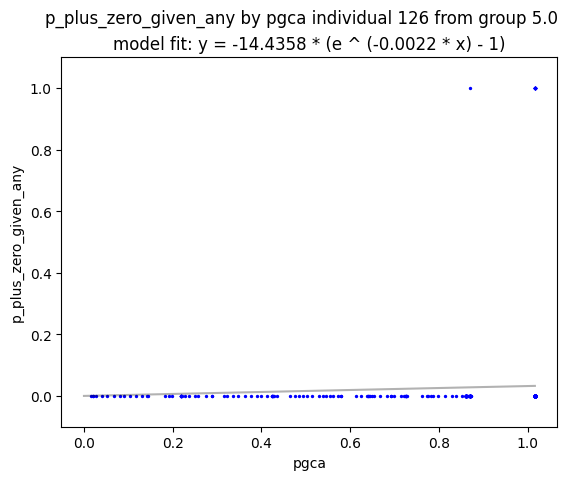 p_plus_zero_given_any by pgca individual 126 from group 5.0
model fit: y = -14.4358 * (e ^ (-0.0022 * x) - 1)
1.0
0.8
0.6
0.4
0.2
0.0
p_plus_zero_given_any
0.0 0.2 0.4 0.6 0.8 1.0
pgca